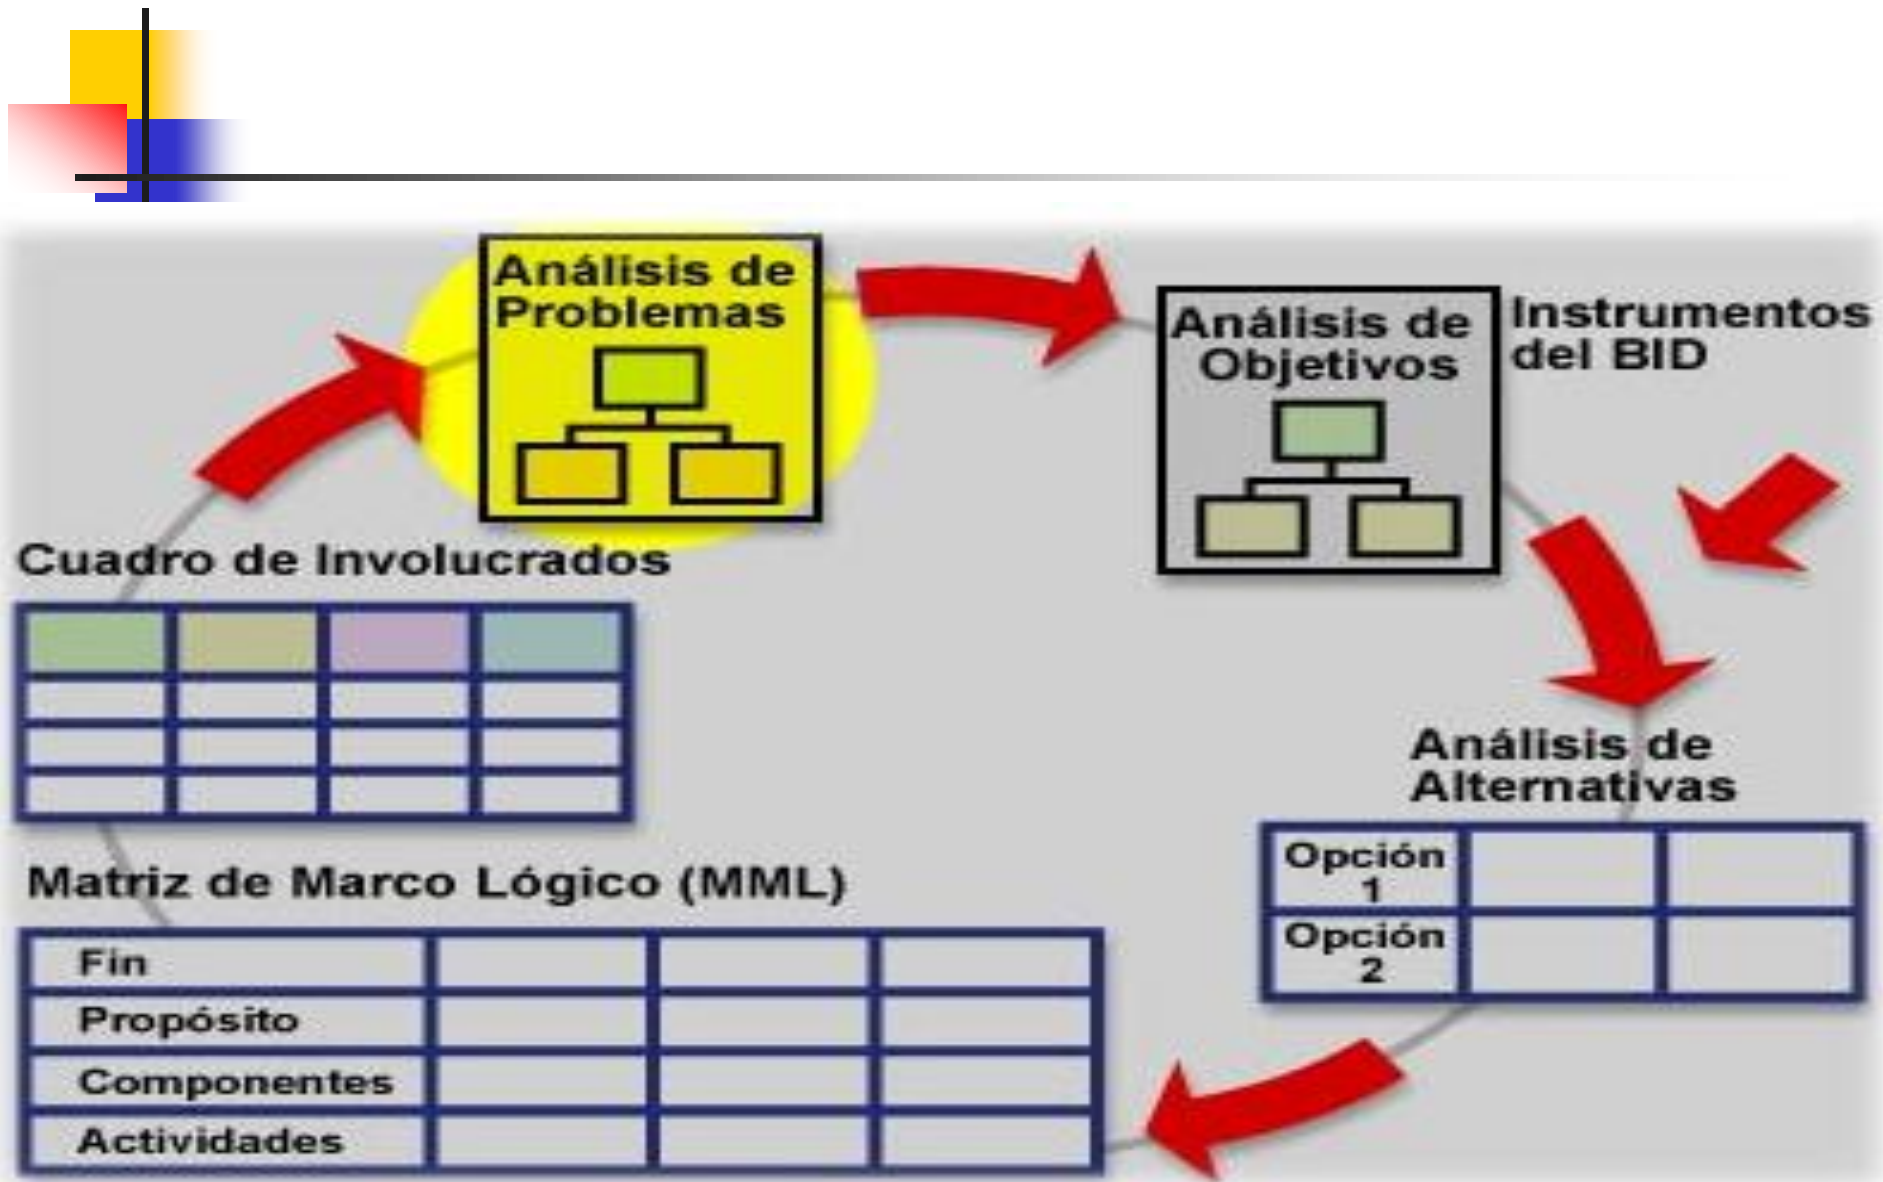 Análisis de
Problemas
Análisis de
Objetivos
Instrumentos
del BID
Cuadro de Involucrados
Análisis de
Alternativas
Opción
1
Opción
2
Matriz de Marco Lógico (MML)
Fin
Propósito
Componentes
Actividades